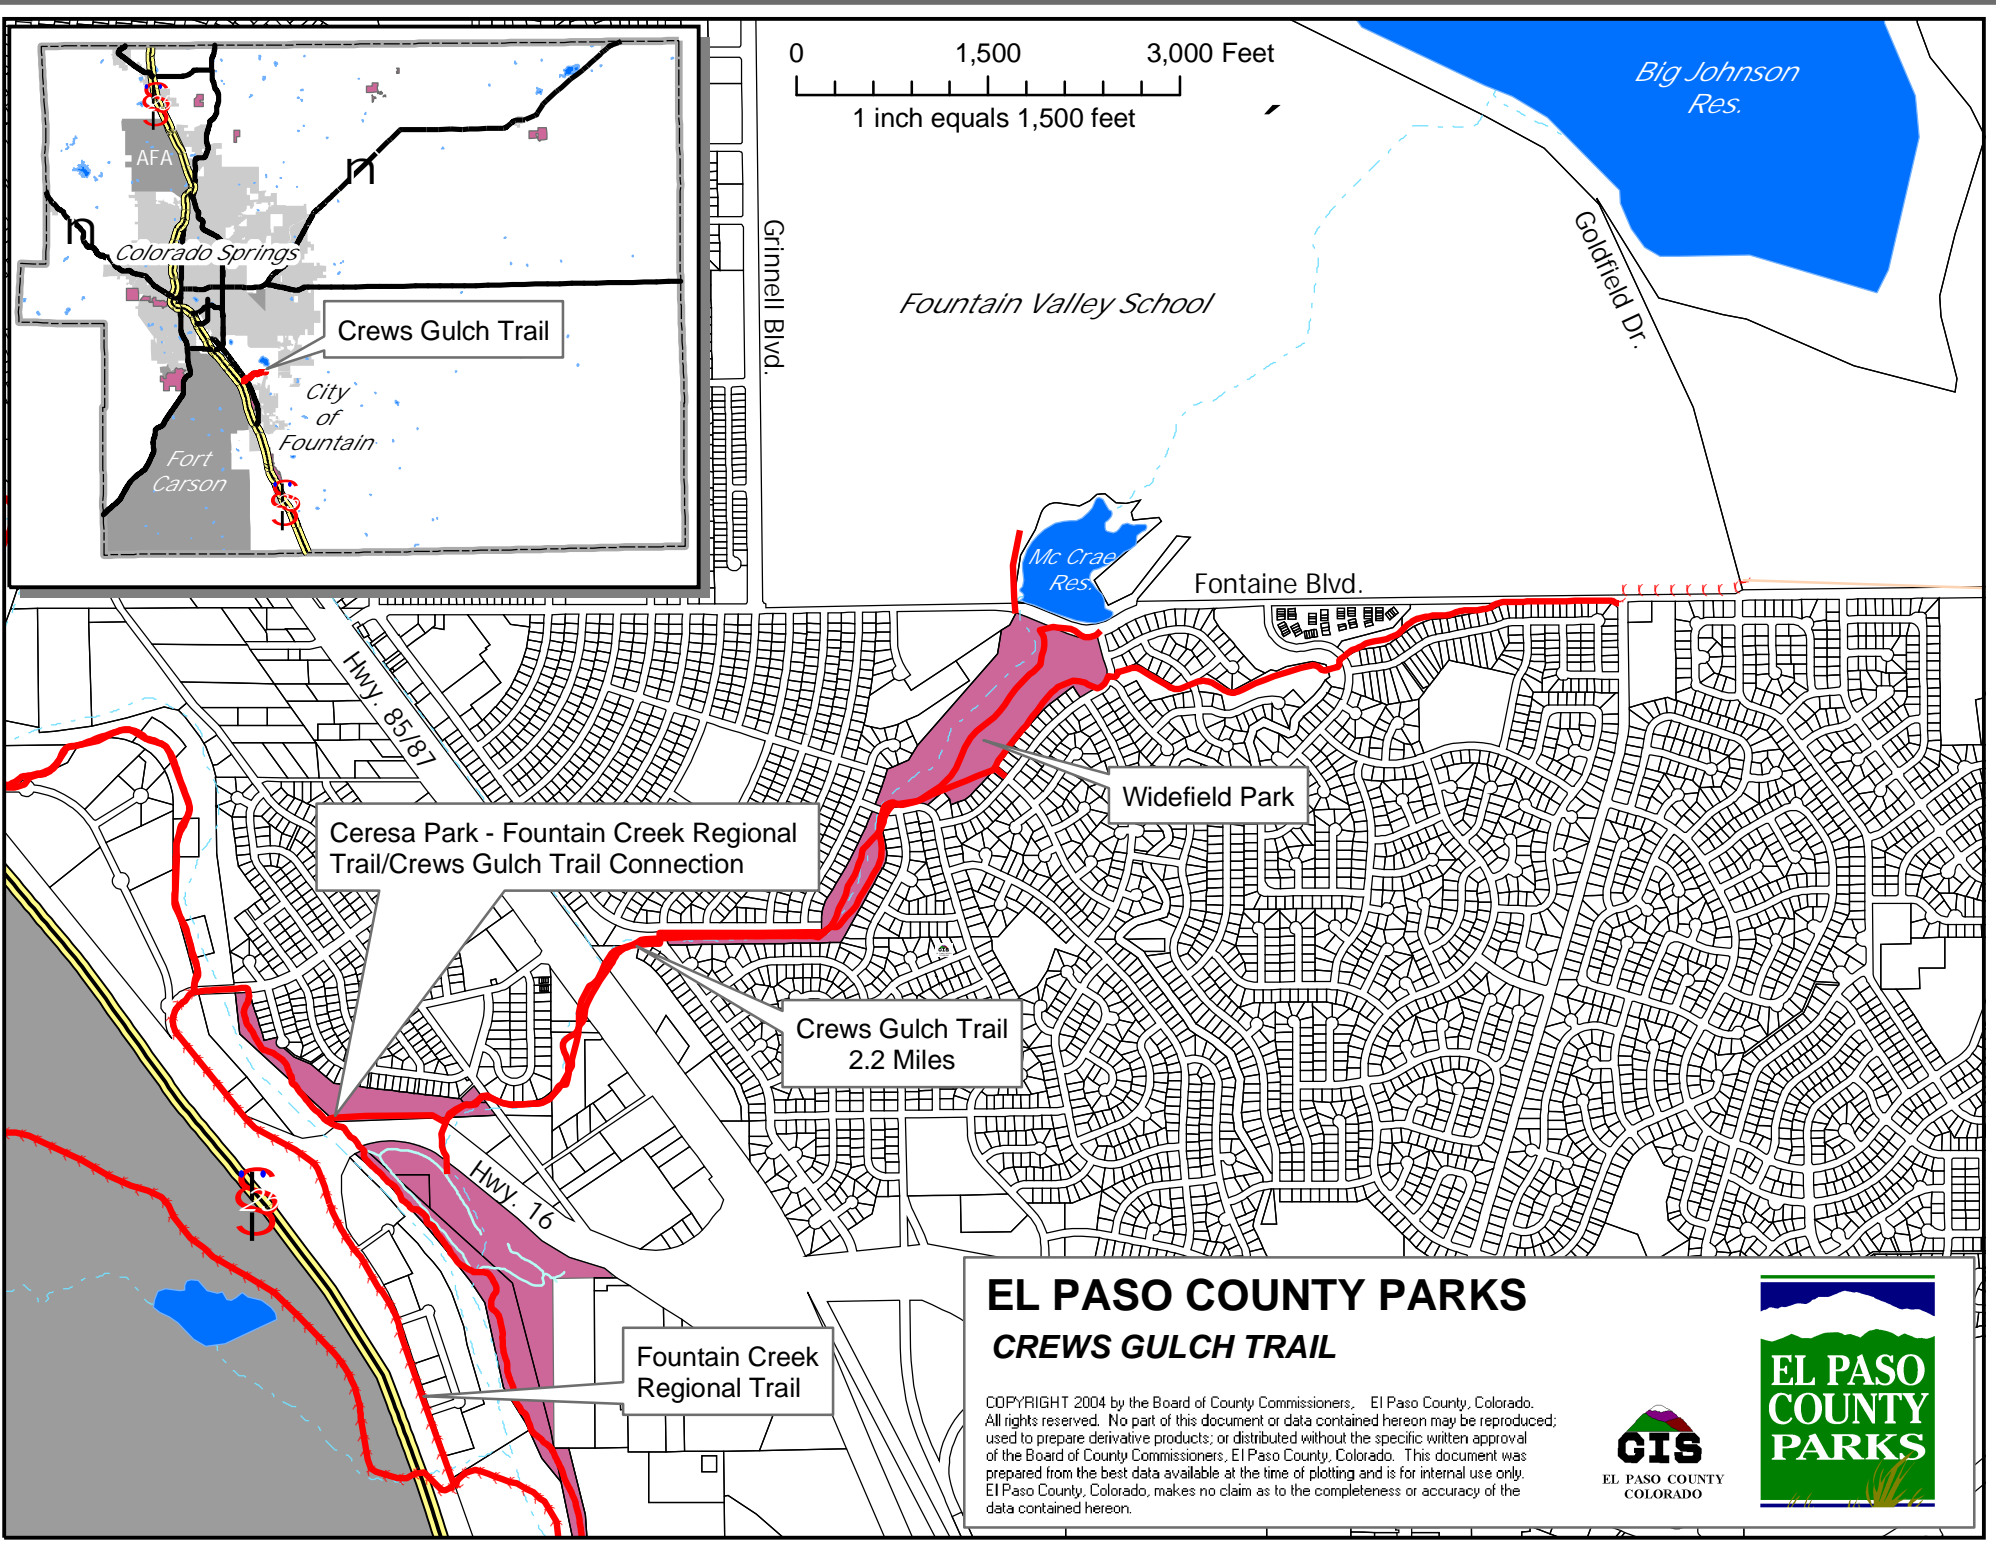 0 1,500 3,000 Feet
1 inch equals 1,500 feet
Big Johnson
Res.
AFA
n
n
Colorado Springs
Crews Gulch Trail
City
of
Fountain
Fort
Carson
Grinnell Blvd.
Fountain Valley School
Goldfield Dr.
Mc Crae
Res.
Fontaine Blvd.
Hwy. 85/87
Widefield Park
Ceresa Park - Fountain Creek Regional
Trail/Crews Gulch Trail Connection
Crews Gulch Trail
2.2 Miles
Hwy. 16
Fountain Creek
Regional Trail
EL PASO COUNTY PARKS
CREWS GULCH TRAIL
COPYRIGHT 2004 by the Board of County Commissioners, El Paso County, Colorado.
All rights reserved. No part of this document or data contained hereon may be reproduced;
used to prepare derivative products; or distributed without the specific written approval
of the Board of County Commissioners, El Paso County, Colorado. This document was
prepared from the best data available at the time of plotting and is for internal use only.
El Paso County, Colorado, makes no claim as to the completeness or accuracy of the
data contained hereon.
GIS
EL PASO COUNTY
COLORADO
EL PASO
COUNTY
PARKS